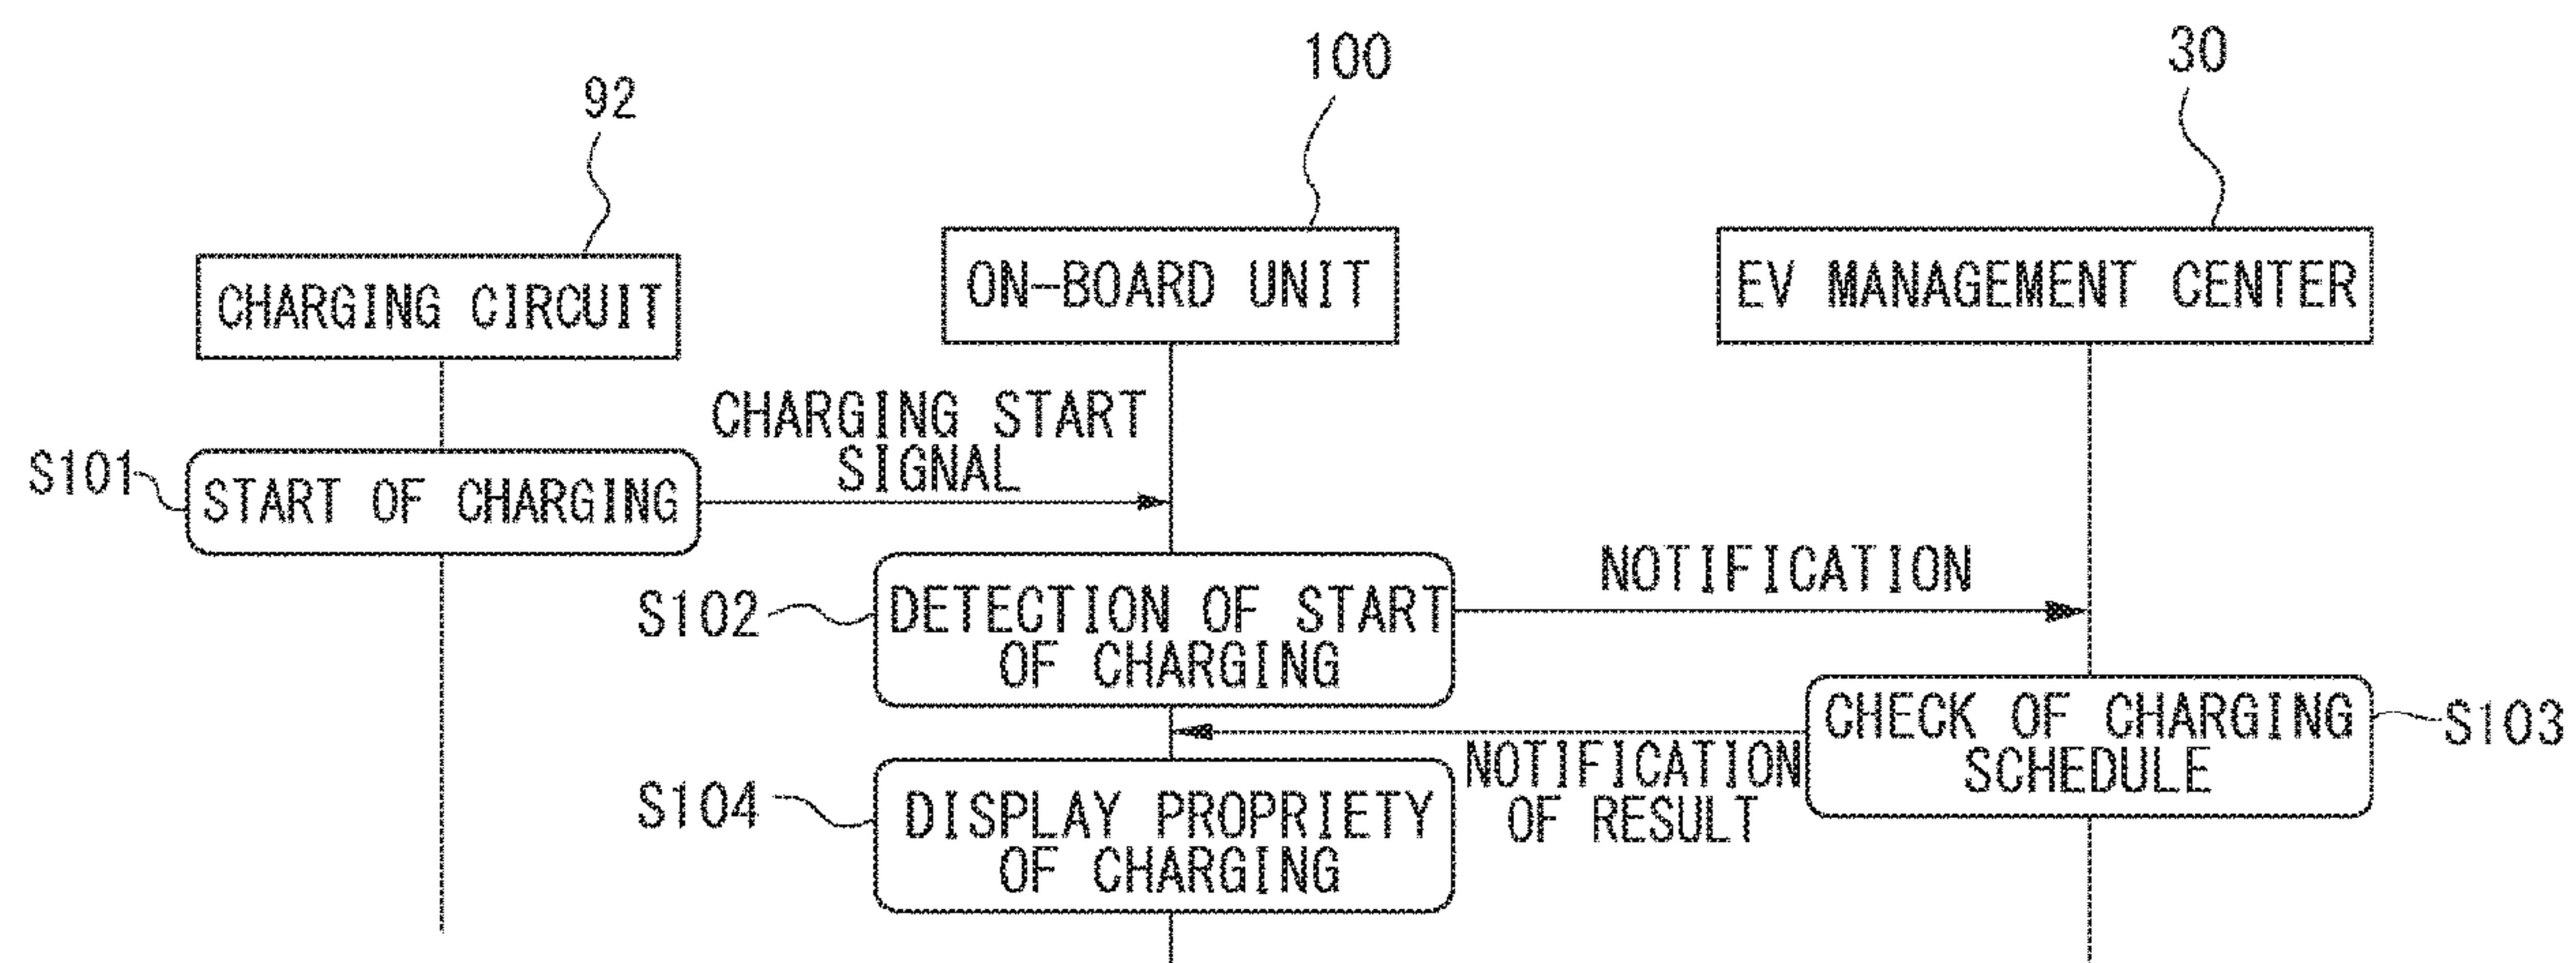 92
100
30
CHARGING CIRCUIT
ON-BOARD UNIT
EV MANAGEMENT CENTER
CHARGING START
SIGNAL
S101
START OF CHARGING
S102
DETECTION OF START
OF CHARGING
NOTIFICATION
CHECK OF CHARGING
SCHEDULE
S103
NOTIFICATION
OF RESULT
S104
DISPLAY PROPRIETY
OF CHARGING